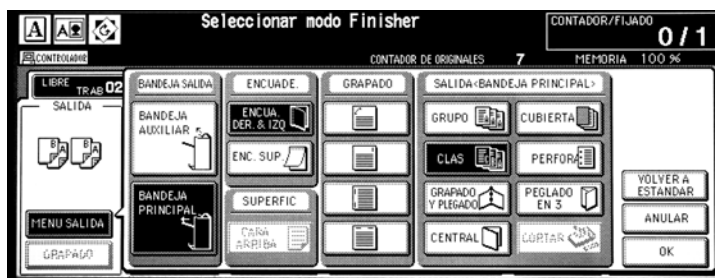 Seleccionar modo Finisher
CONTADOR/FIJADO
0/1
CONTROLADOR
CONTADOR DE ORIGINALES 7
MEMORIA 100 %
LIBRE
TRAB 02
SALIDA
MENU SALIDA
GRAPADO
BANDEJA SALIDA
BANDEJA
AUXILIAR
BANDEJA
PRINCIPAL
ENCUADE.
ENCUA.
DER. & IZQ
ENC. SUP.
SUPERFIC
CARA
ARRIBA
GRAPADO
SALIDA<BANDEJA PRINCIPAL>
GRUPO
CUBIERTA
CLAS
PERFORA
GRAPADO
Y PLEGADO
PEGLADO
EN 3
CENTRAL
CORTAR
VOLVER A
ESTANDAR
ANULAR
OK